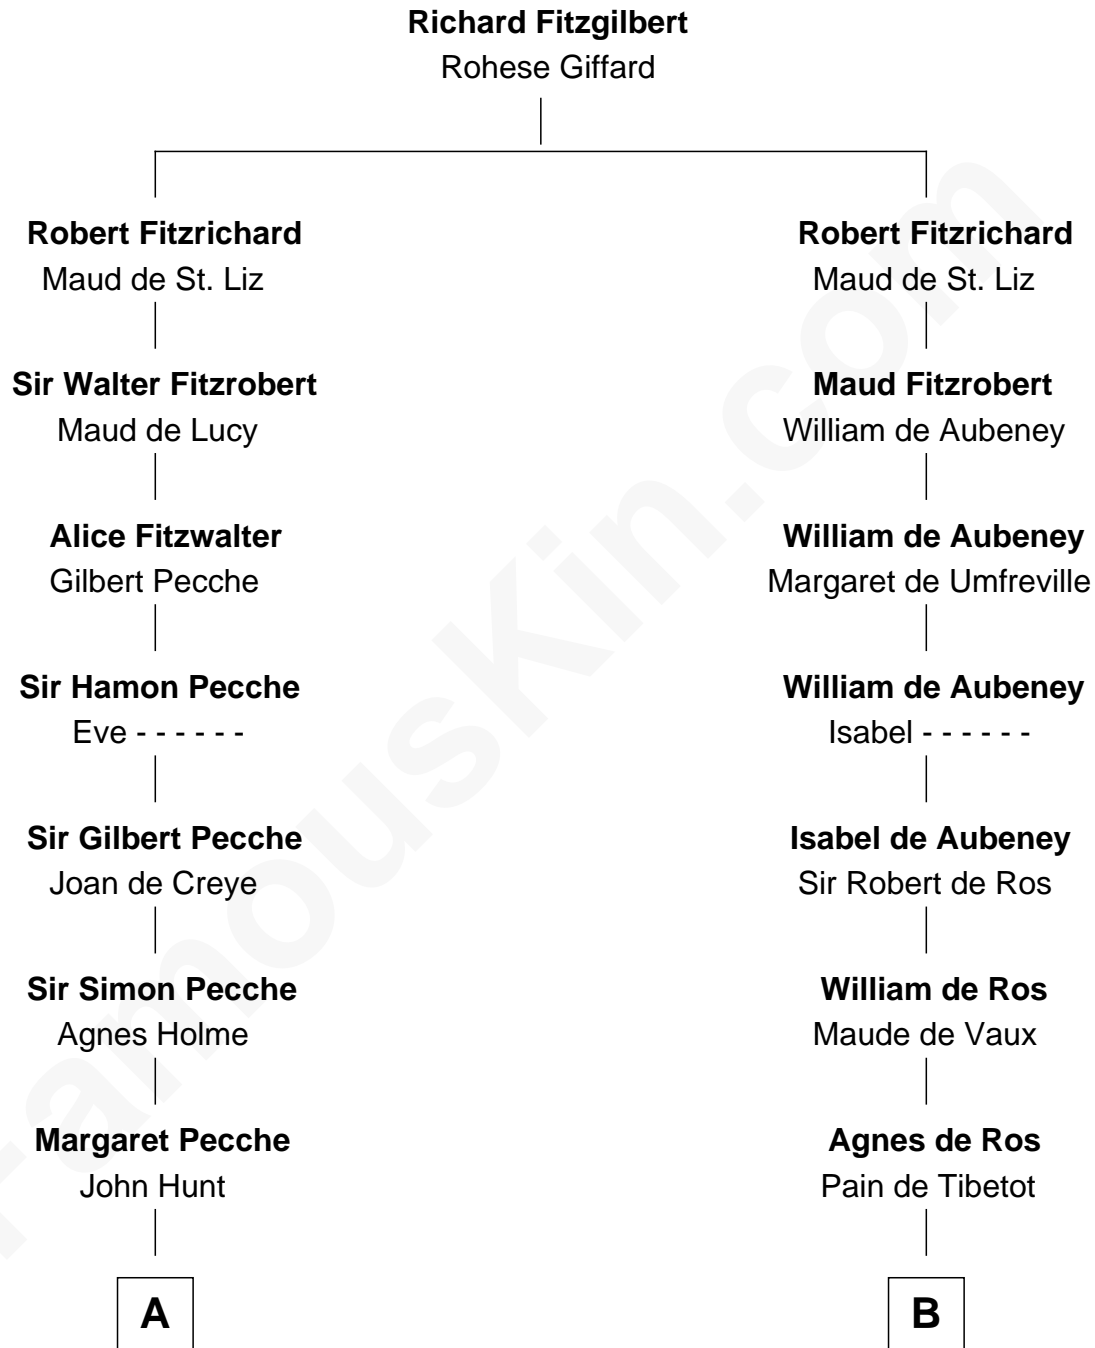 Richard Fitzgilbert
Rohese Giffard
Robert Fitzrichard
Maud de St. Liz
Robert Fitzrichard
Maud de St. Liz
Sir Walter Fitzrobert
Maud de Lucy
Maud Fitzrobert
William de Aubeney
Alice Fitzwalter
Gilbert Pecche
William de Aubeney
Margaret de Umfreville
Sir Hamon Pecche
Eve - - - - - -
William de Aubeney
Isabel - - - - - -
Sir Gilbert Pecche
Joan de Creye
Isabel de Aubeney
Sir Robert de Ros
Sir Simon Pecche
Agnes Holme
William de Ros
Maude de Vaux
Margaret Pecche
John Hunt
Agnes de Ros
Pain de Tibetot
A
B
FamousKin.com